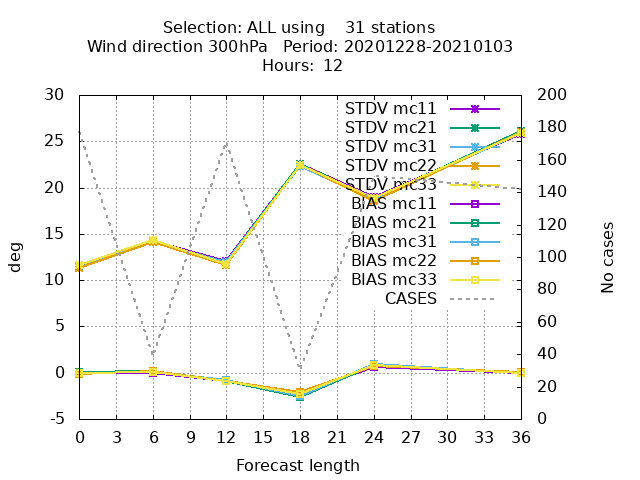 Selection: ALL using    31 stations
Wind direction 300hPa   Period: 20201228-20210103
Hours:  12
30
25
20
15
10
5
0
-5
deg
STDV mc11
STDV mc21
STDV mc31
STDV mc22
STDV mc33
BIAS mc11
BIAS mc21
BIAS mc31
BIAS mc22
BIAS mc33
CASES
200
180
160
140
120
100
80
60
40
20
0
No cases
0 3 6 9 12 15 18 21 24 27 30 33 36
Forecast length